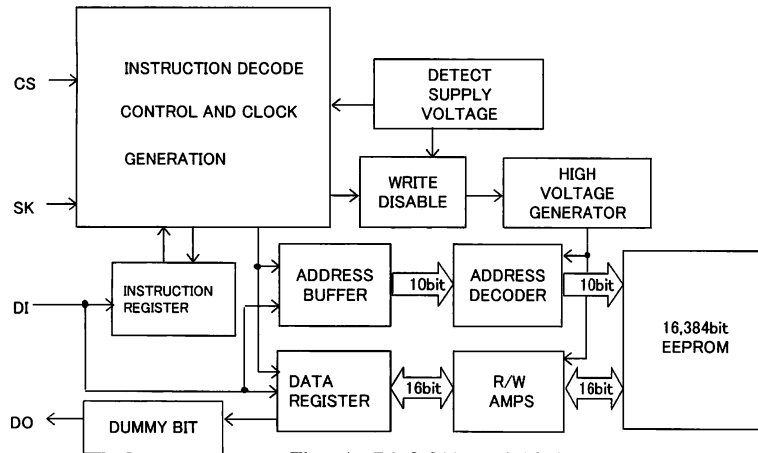 INSTRUCTION DECODE
CONTROL AND CLOCK
GENERATION
CS
SK
DETECT
SUPPLY
VOLTAGE
WRITE
DISABLE
HIGH
VOLTAGE
GENERATOR
DI
INSTRUCTION
REGISTER
ADDRESS
BUFFER
10bit
ADDRESS
DECODER
10bit
16,384bit
EEPROM
DATA
REGISTER
16bit
R/W
AMPS
16bit
DO
DUMMY BIT